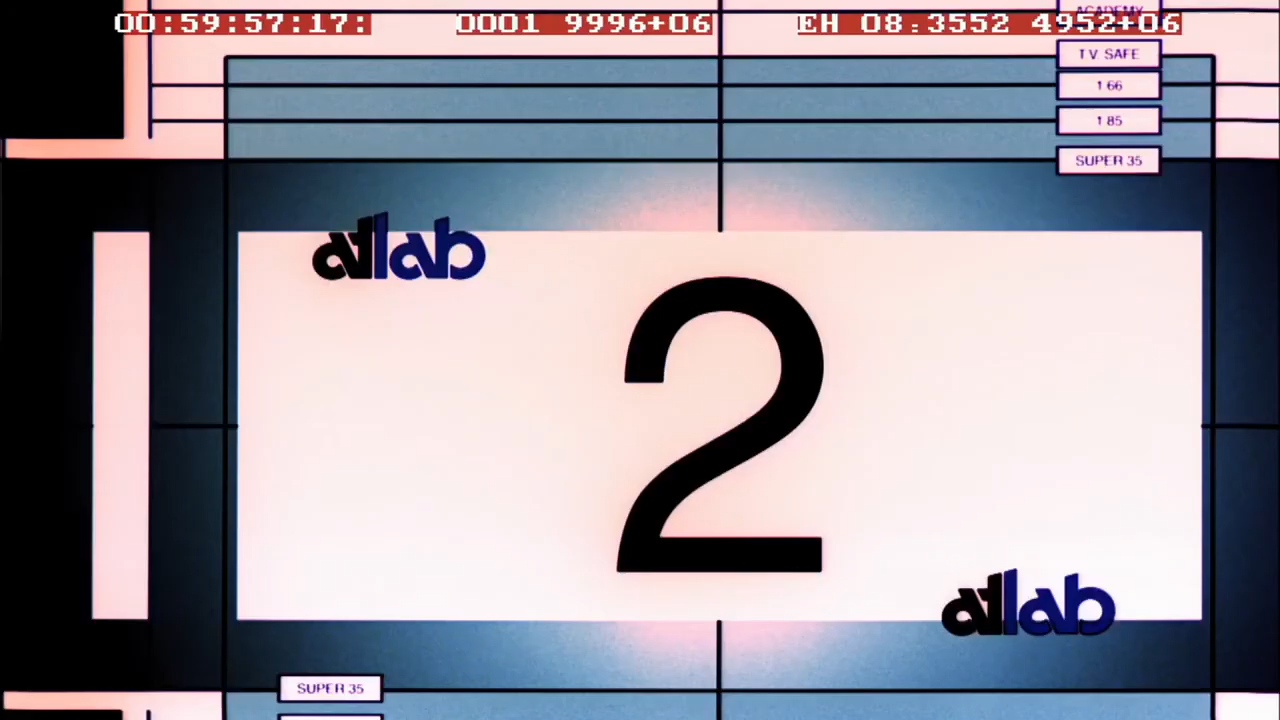 00:59:57:17: 0001 9996+06 EH 08:3552 4952+06
ACADEMY
T.V. SAFE
1 66
1 85
SUPER 35
atlab
2
atlab
SUPER 35